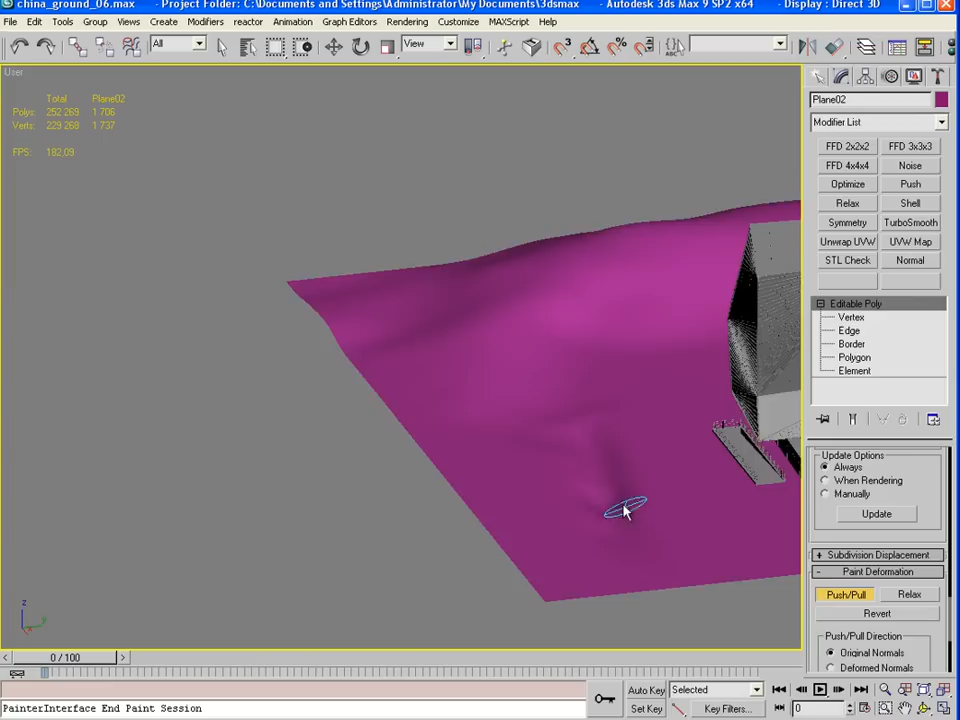 china_ground_06.max - Project Folder: C:\Documents and Settings\Administrator\My Documents\3dsmax - Autodesk 3ds Max 9 SP2 x64 - Display : Direct 3D
File Edit Tools Group Views Create Modifiers reactor Animation Graph Editors Rendering Customize MAXScript Help
All
View
User
Total Plane02
Polys: 252 269 1 706
Verts: 229 268 1 737
FPS: 182.09
Plane02
Modifier List
FFD 2x2x2 FFD 3x3x3
FFD 4x4x4 Noise
Optimize Push
Relax Shell
Symmetry TurboSmooth
Unwrap UVW UVW Map
STL Check Normal
Editable Poly
Vertex
Edge
Border
Polygon
Element
Update Options
Always
When Rendering
Manually
Update
+ Subdivision Displacement
- Paint Deformation
Push/Pull Relax
Revert
Push/Pull Direction
Original Normals
Deformed Normals
z
y
x
< 0 / 100 >
Auto Key Selected
PainterInterface End Paint Session
Set Key Key Filters... 0